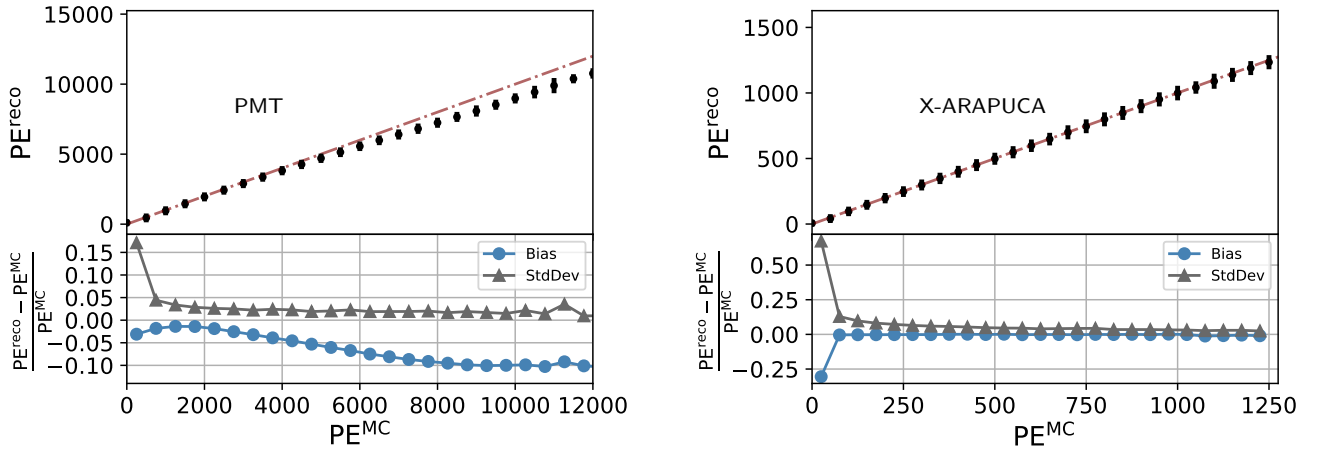 15000
10000
5000
0
PE^reco
PMT
0.15
0.10
0.05
0.00
−0.05
−0.10
PE^reco − PE^MC
PE^MC
Bias
StdDev
0 2000 4000 6000 8000 10000 12000
PE^MC
1500
1000
500
0
PE^reco
X-ARAPUCA
0.50
0.25
0.00
−0.25
PE^reco − PE^MC
PE^MC
Bias
StdDev
0 250 500 750 1000 1250
PE^MC